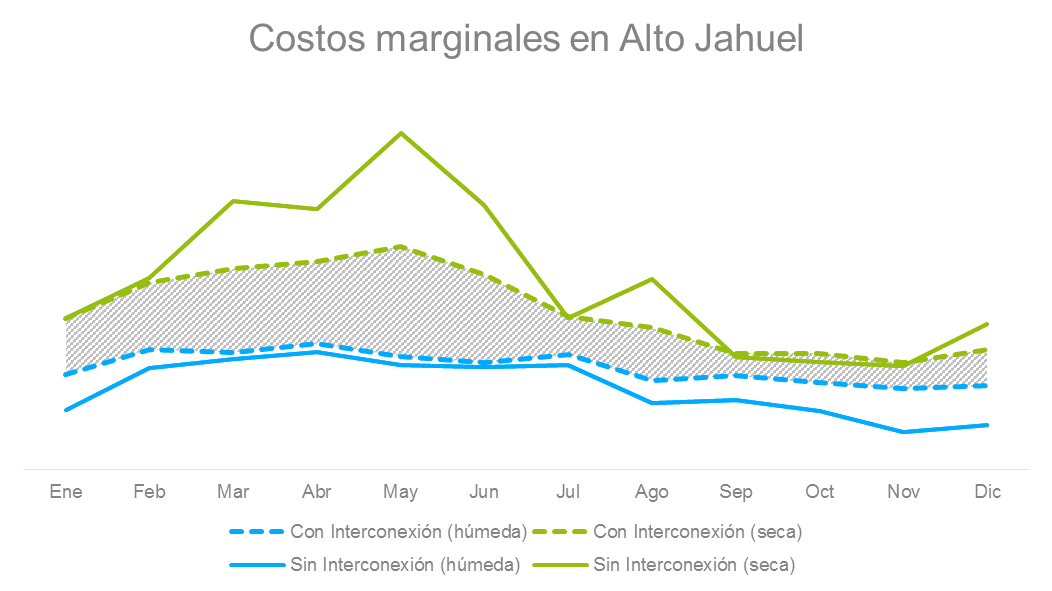 Costos marginales en Alto Jahuel
Ene Feb Mar Abr May Jun Jul Ago Sep Oct Nov Dic
Con Interconexión (húmeda) Con Interconexión (seca)
Sin Interconexión (húmeda) Sin Interconexión (seca)